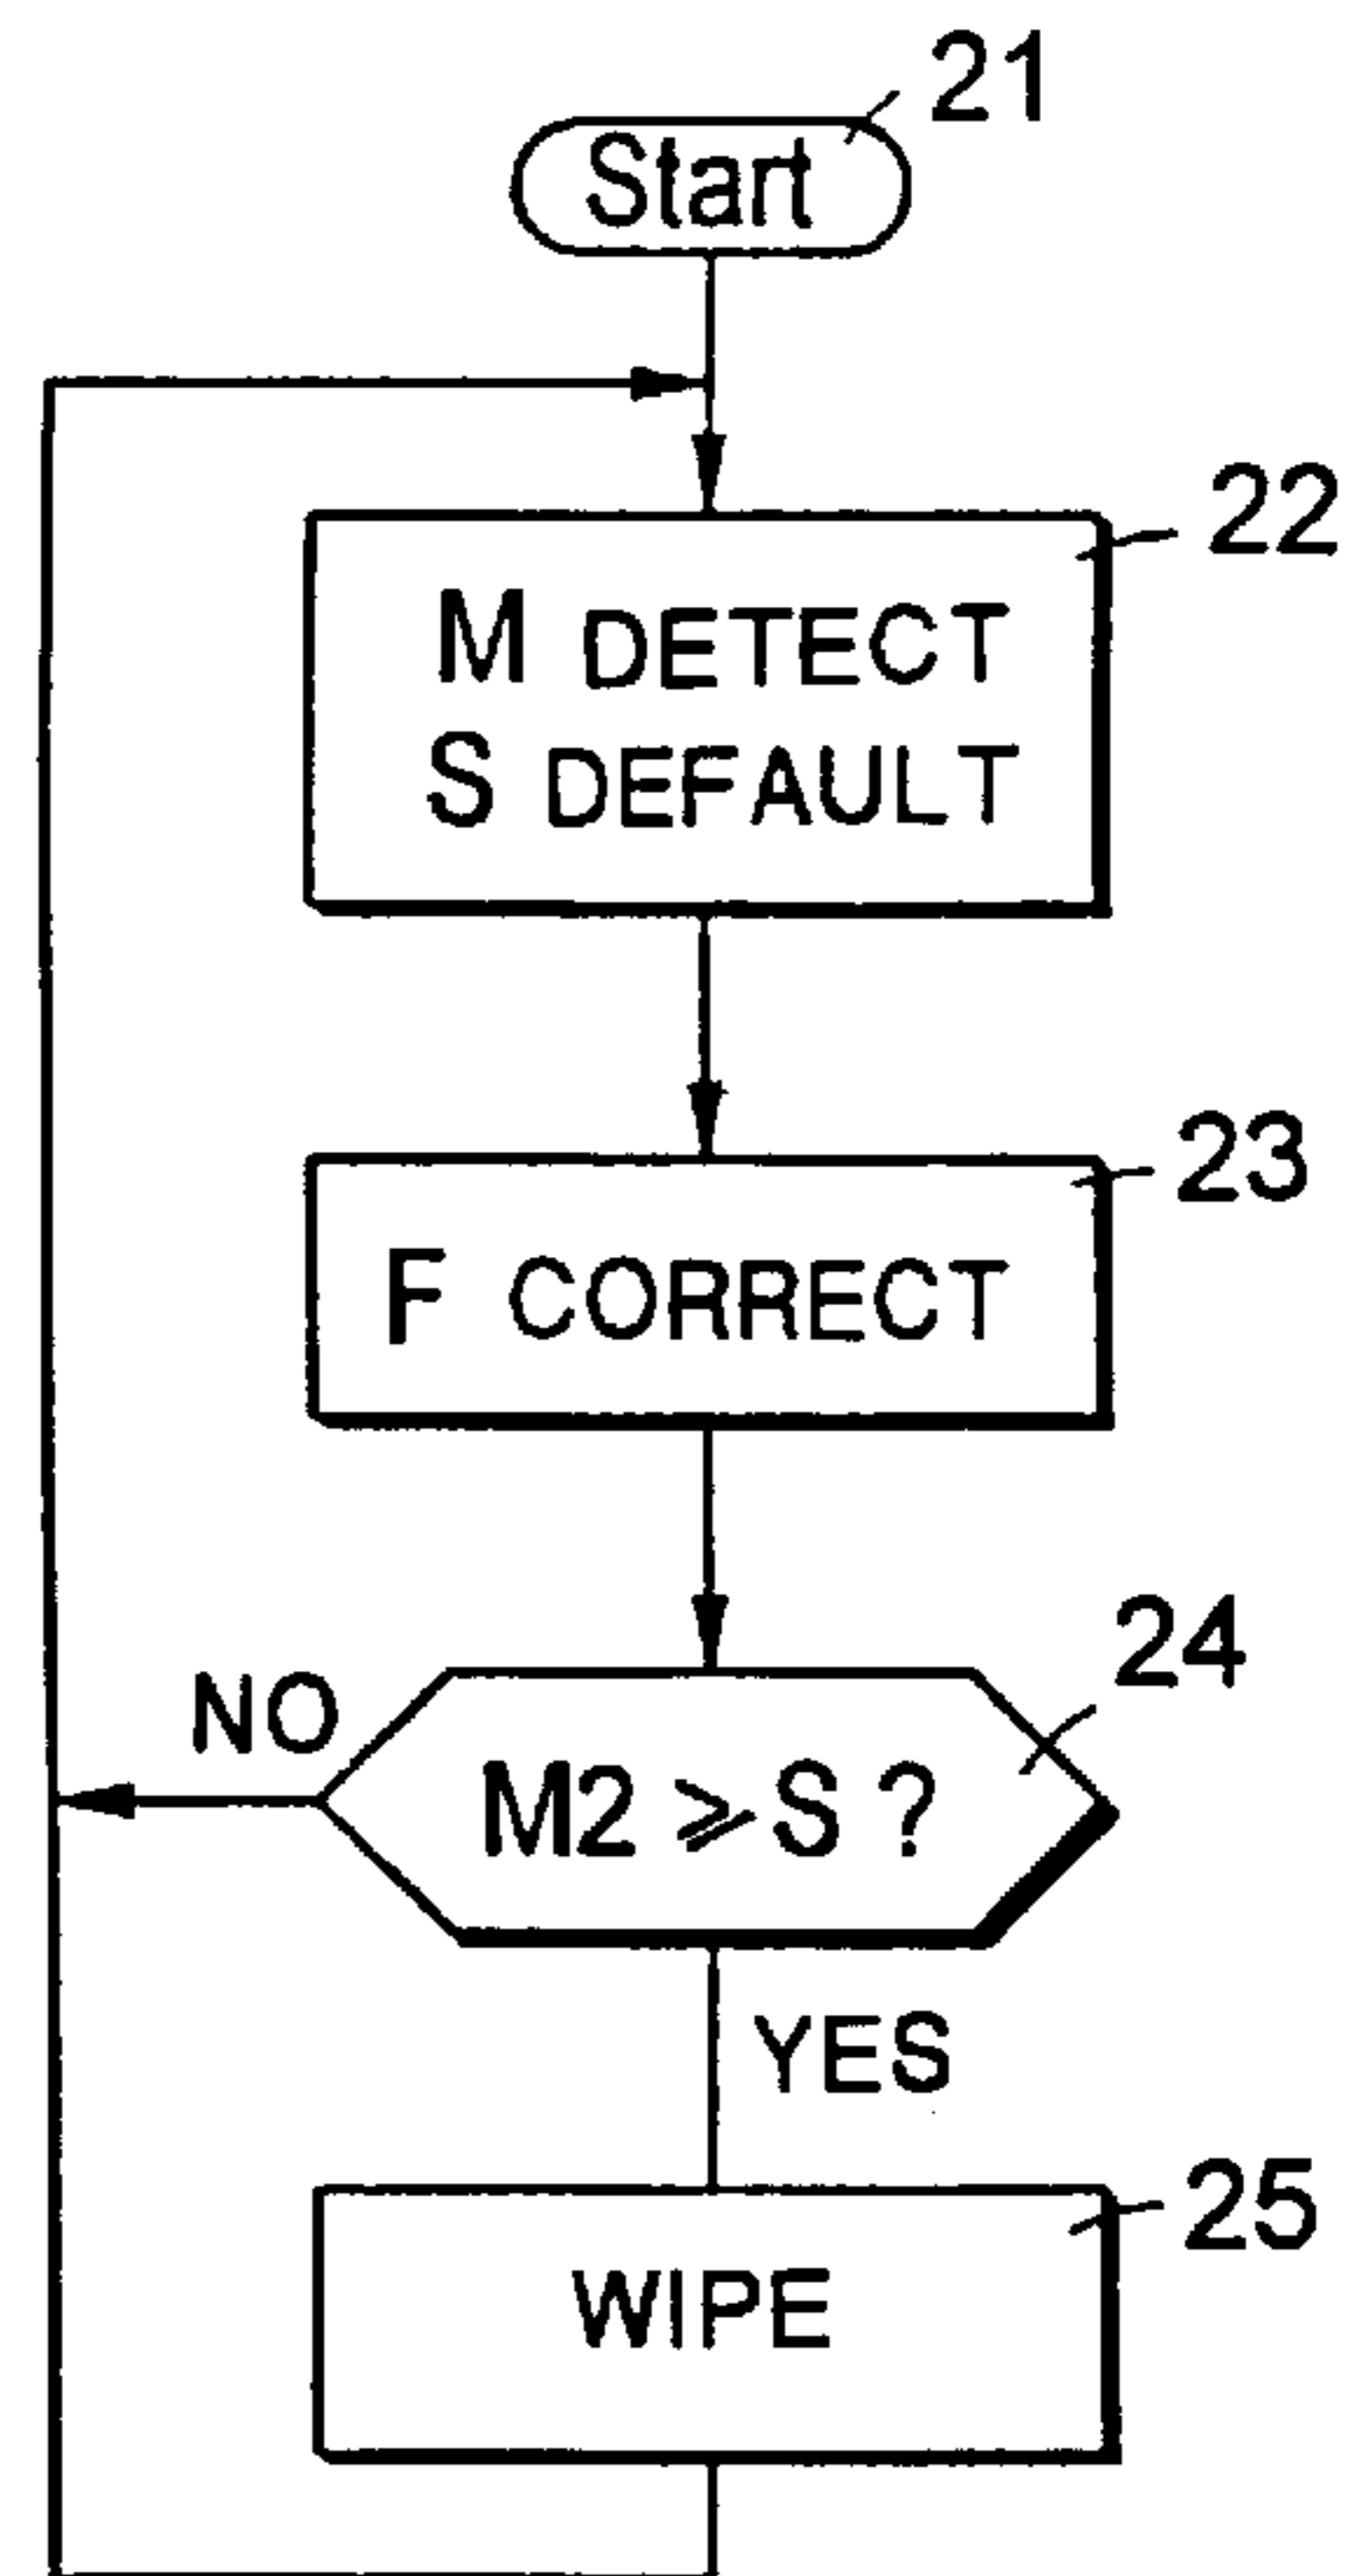 21
Start
22
M DETECT
S DEFAULT
23
F CORRECT
24
NO
M2 ⩾ S ?
YES
25
WIPE